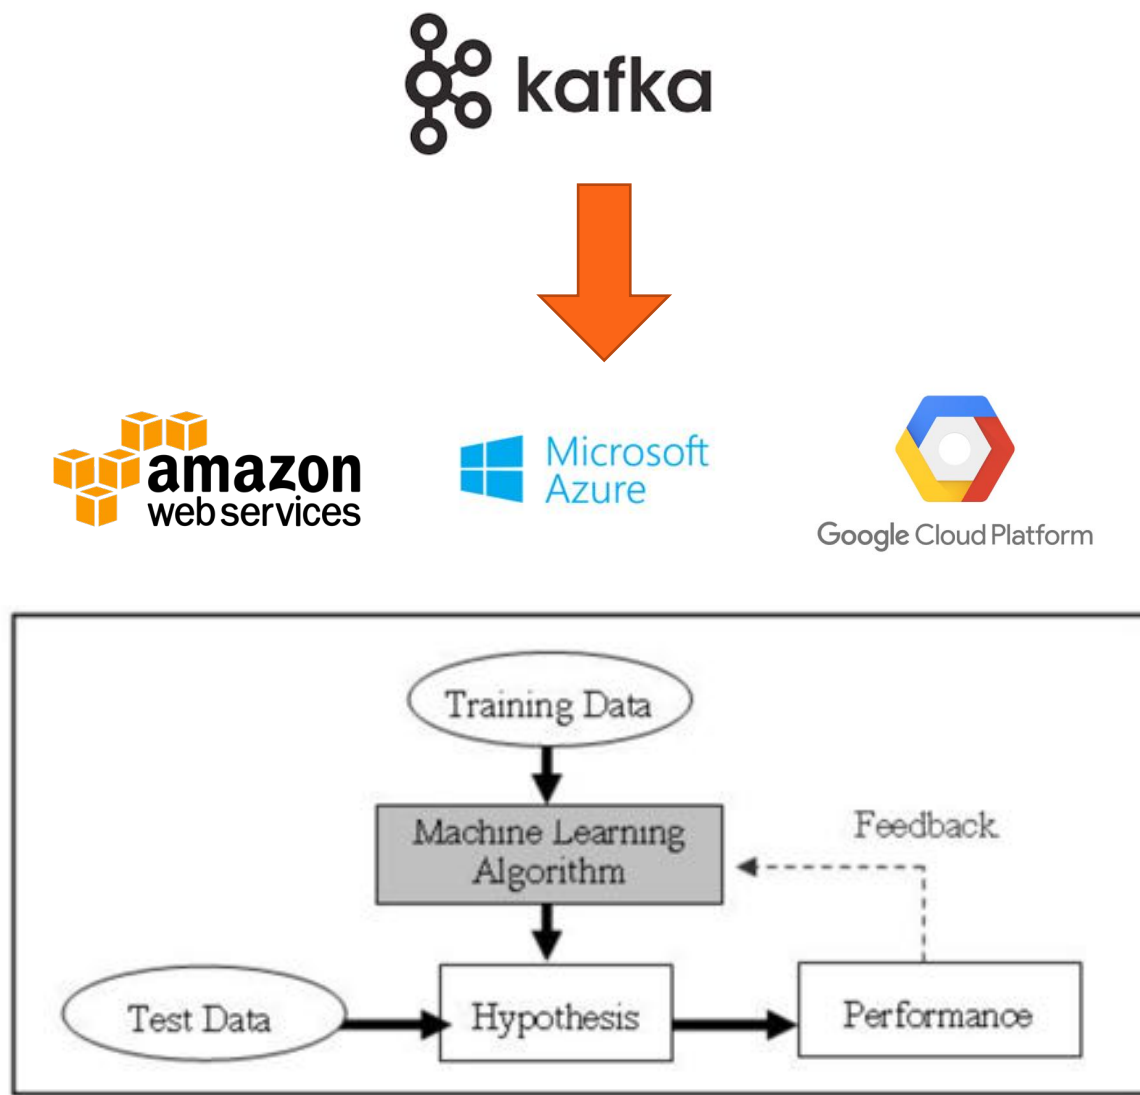 kafka
amazon
web services
Microsoft
Azure
Google Cloud Platform
Training Data
Machine Learning
Algorithm
Feedback
Test Data
Hypothesis
Performance